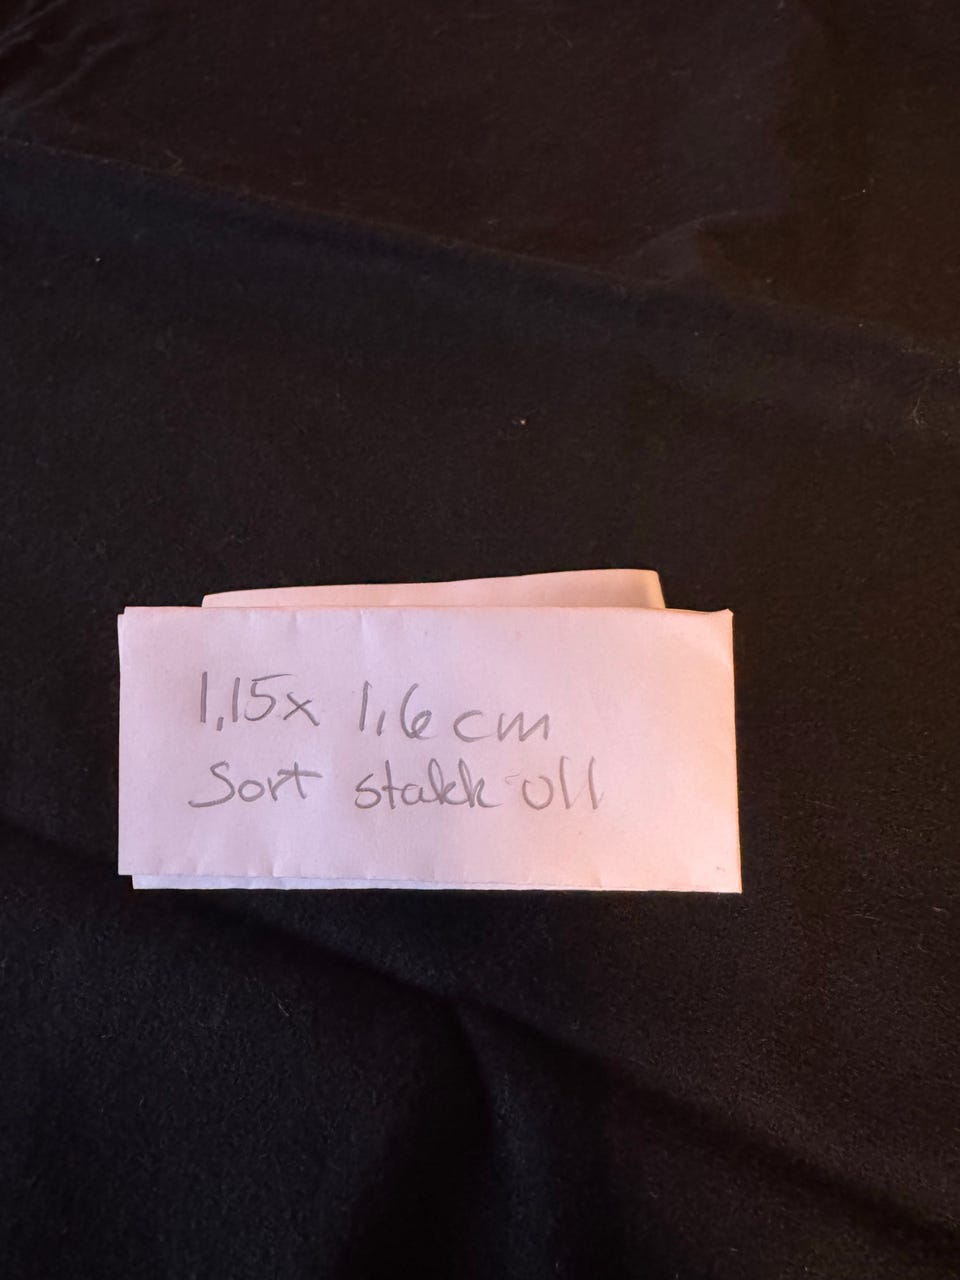 1,15x 1,6 cm
Sort stakk-ull